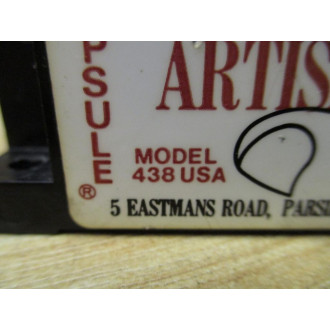 PSULE®
ARTIS
MODEL
438 USA
5 EASTMANS ROAD, PARS